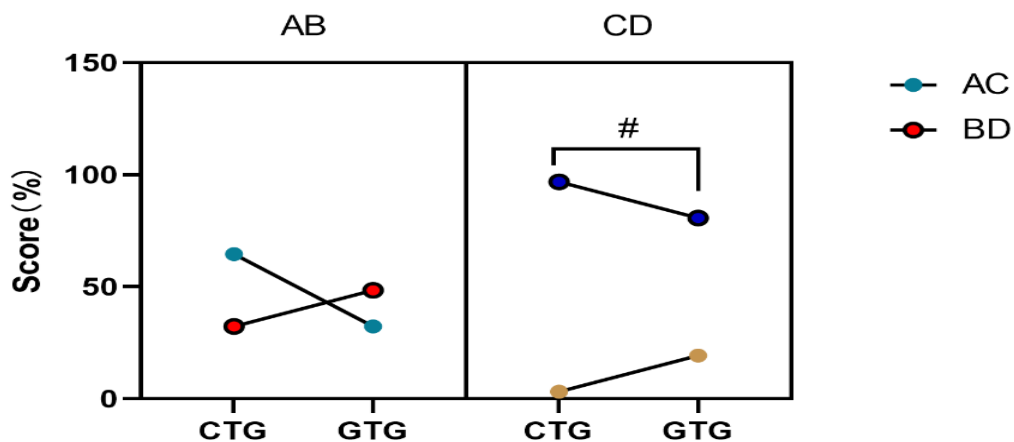 AB
CD
150
100
50
0
Score(%)
#
CTG
GTG
CTG
GTG
AC
BD